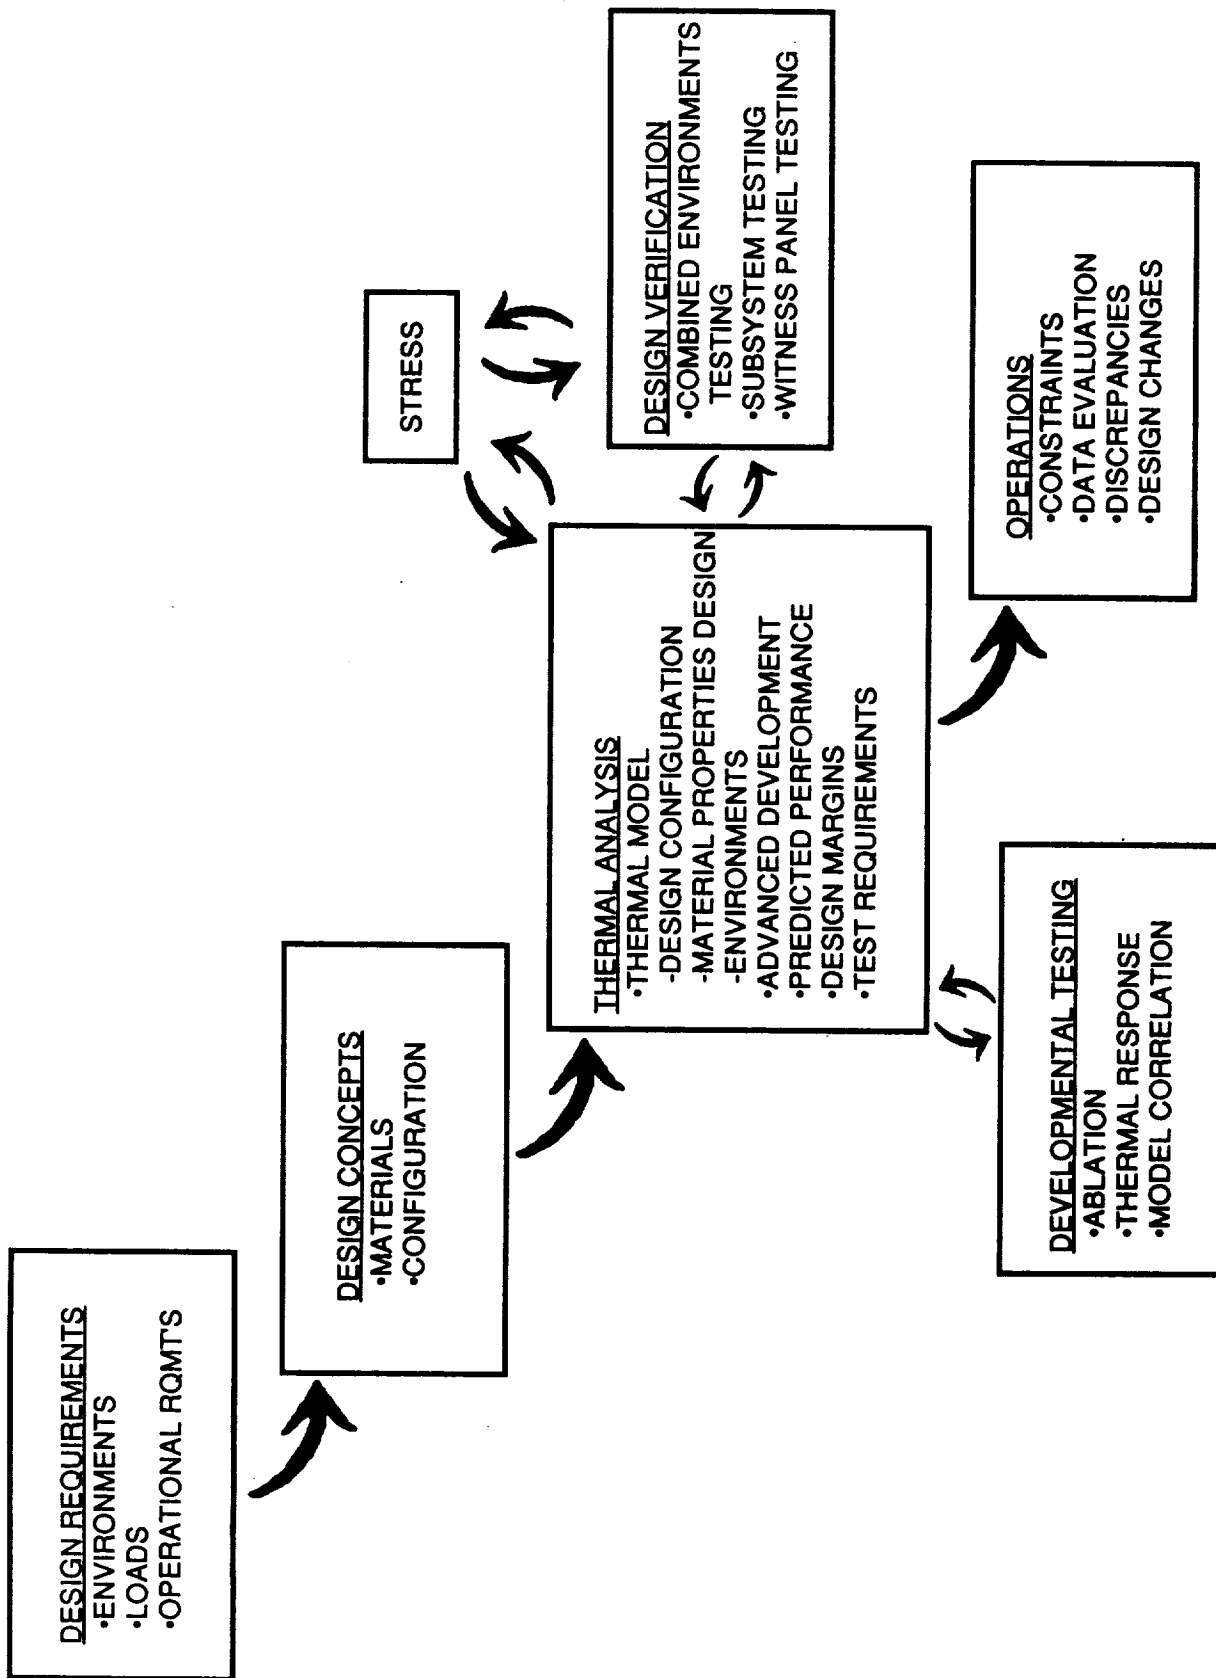 DESIGN REQUIREMENTS
•ENVIRONMENTS
•LOADS
•OPERATIONAL RQMT'S
DESIGN CONCEPTS
•MATERIALS
•CONFIGURATION
STRESS
THERMAL ANALYSIS
•THERMAL MODEL
-DESIGN CONFIGURATION
-MATERIAL PROPERTIES DESIGN
-ENVIRONMENTS
•ADVANCED DEVELOPMENT
•PREDICTED PERFORMANCE
•DESIGN MARGINS
•TEST REQUIREMENTS
DESIGN VERIFICATION
•COMBINED ENVIRONMENTS
TESTING
•SUBSYSTEM TESTING
•WITNESS PANEL TESTING
DEVELOPMENTAL TESTING
•ABLATION
•THERMAL RESPONSE
•MODEL CORRELATION
OPERATIONS
•CONSTRAINTS
•DATA EVALUATION
•DISCREPANCIES
•DESIGN CHANGES